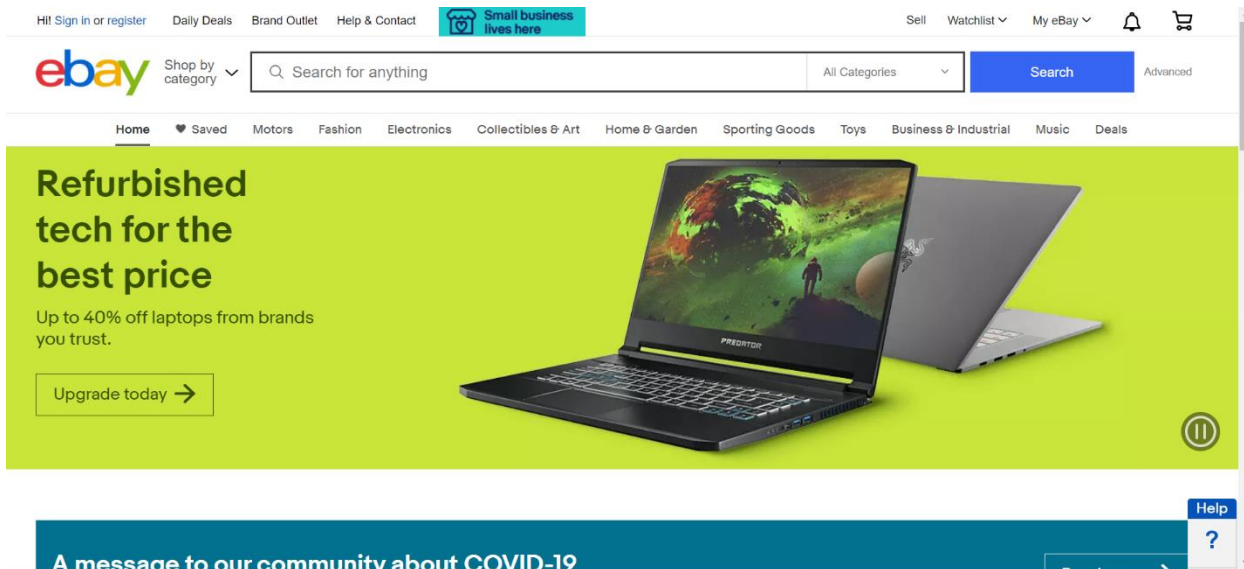 Hi! Sign in or register Daily Deals Brand Outlet Help & Contact Small business lives here Sell Watchlist My eBay
ebay Shop by category Search for anything All Categories Search Advanced
Home Saved Motors Fashion Electronics Collectibles & Art Home & Garden Sporting Goods Toys Business & Industrial Music Deals
Refurbished
tech for the
best price
Up to 40% off laptops from brands
you trust.
Upgrade today
PREDATOR
Help
?
A message to our community about COVID-19